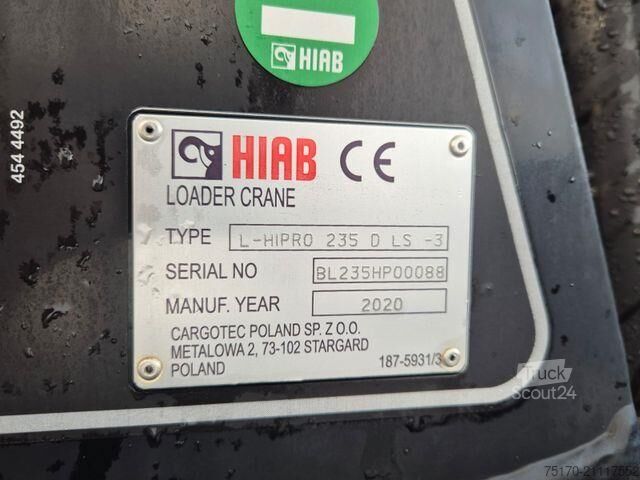 HIAB
454 4492
HIAB CE
LOADER CRANE
TYPE L-HIPRO 235 D LS -3
SERIAL NO BL235HP00088
MANUF. YEAR 2020
CARGOTEC POLAND SP. Z O.O.
METALOWA 2, 73-102 STARGARD
POLAND 187-5931/3
Truck
Scout24
75170-21117552